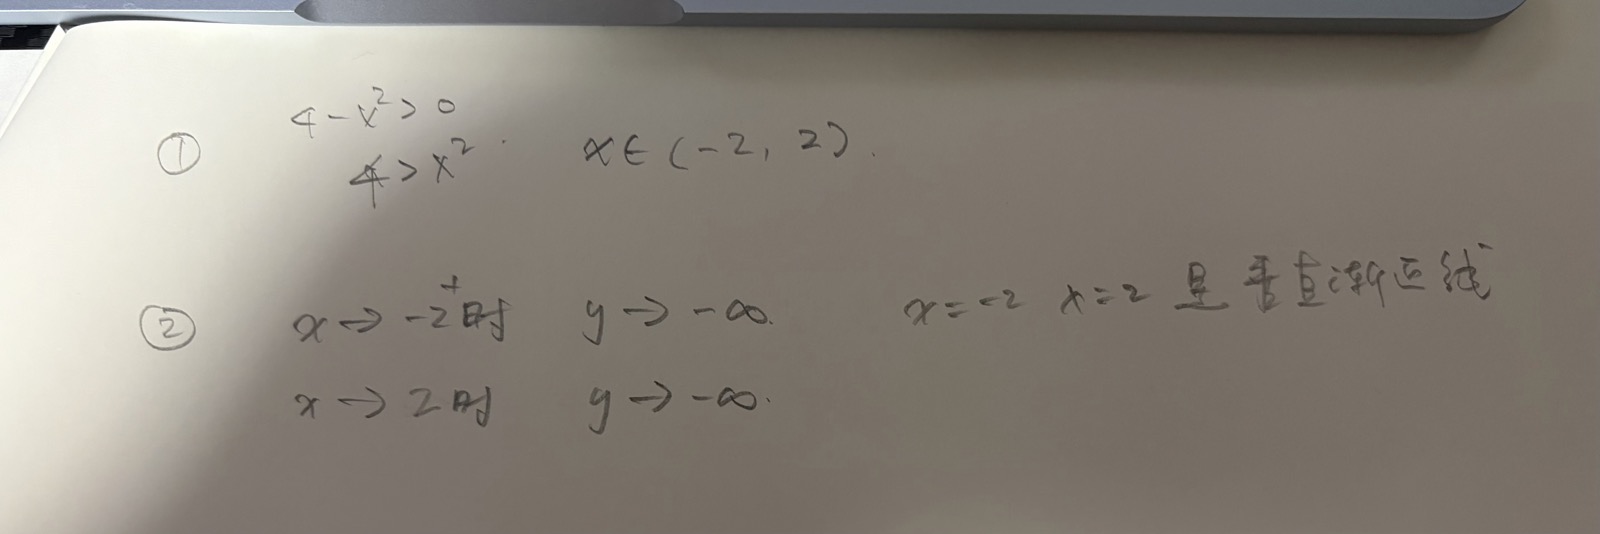 4-x²>0
① 4>x². x∈(-2, 2).
② x→-2⁺时 y→-∞. x=-2 x=2 是垂直渐近线
x→2时 y→-∞.